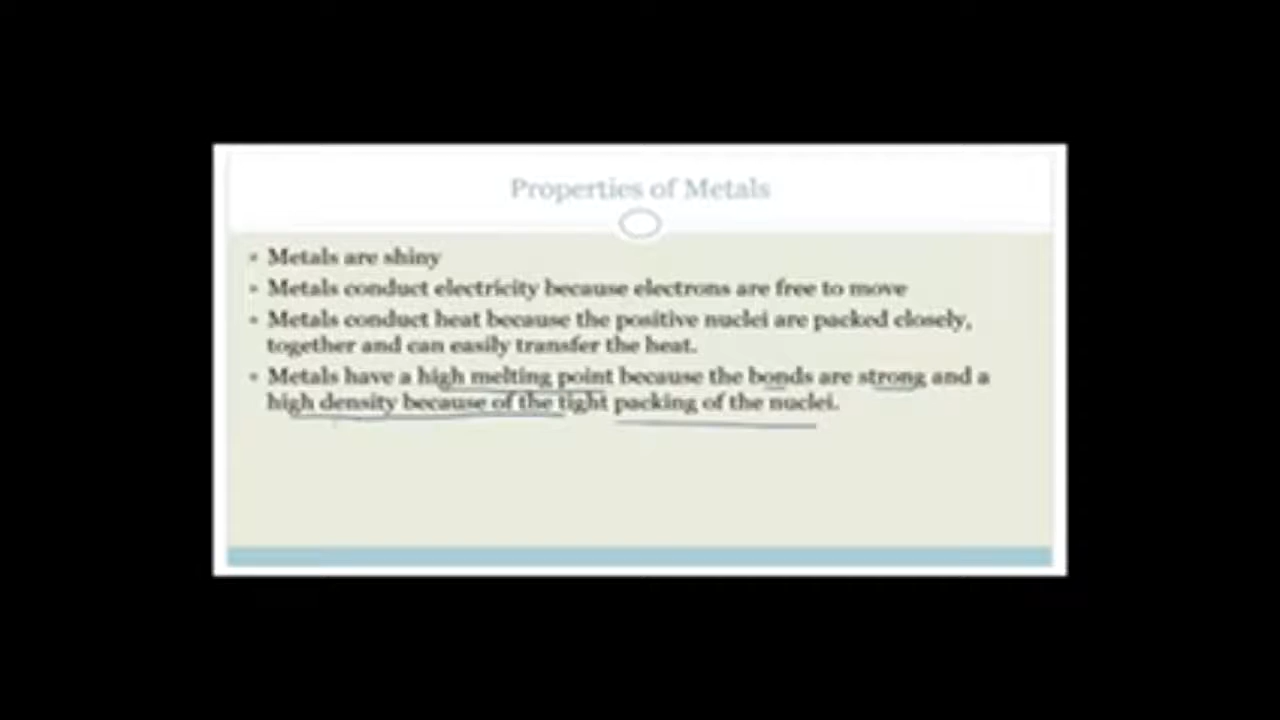 Properties of Metals
• Metals are shiny
• Metals conduct electricity because electrons are free to move
• Metals conduct heat because the positive nuclei are packed closely,
together and can easily transfer the heat.
• Metals have a high melting point because the bonds are strong and a
high density because of the tight packing of the nuclei.